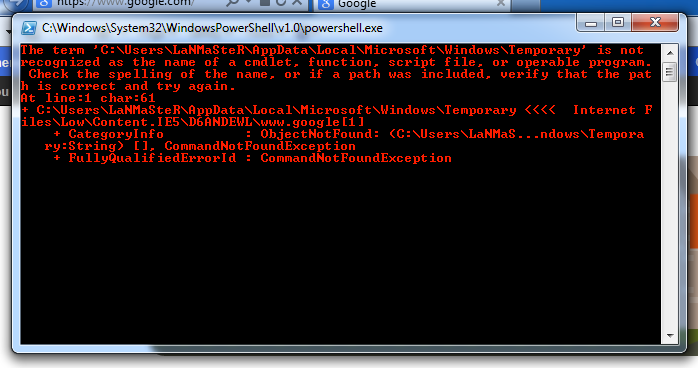 https://www.google.com/
Google
C:\Windows\System32\WindowsPowerShell\v1.0\powershell.exe
The term 'C:\Users\LaNMaSteR\AppData\Local\Microsoft\Windows\Temporary' is not
recognized as the name of a cmdlet, function, script file, or operable program.
 Check the spelling of the name, or if a path was included, verify that the pat
h is correct and try again.
At line:1 char:61
+ C:\Users\LaNMaSteR\AppData\Local\Microsoft\Windows\Temporary <<<<  Internet F
iles\Low\Content.IE5\D6ANDEWL\www.google[1]
    + CategoryInfo          : ObjectNotFound: (C:\Users\LaNMaS...ndows\Tempora
   ry:String) [], CommandNotFoundException
    + FullyQualifiedErrorId : CommandNotFoundException